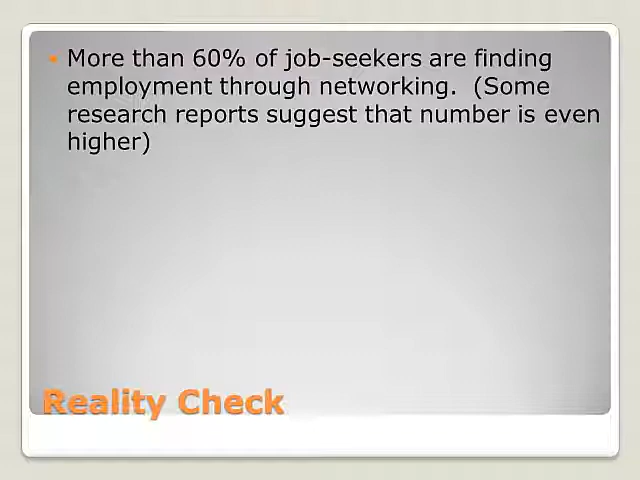 More than 60% of job-seekers are finding
employment through networking.  (Some
research reports suggest that number is even
higher)
Reality Check